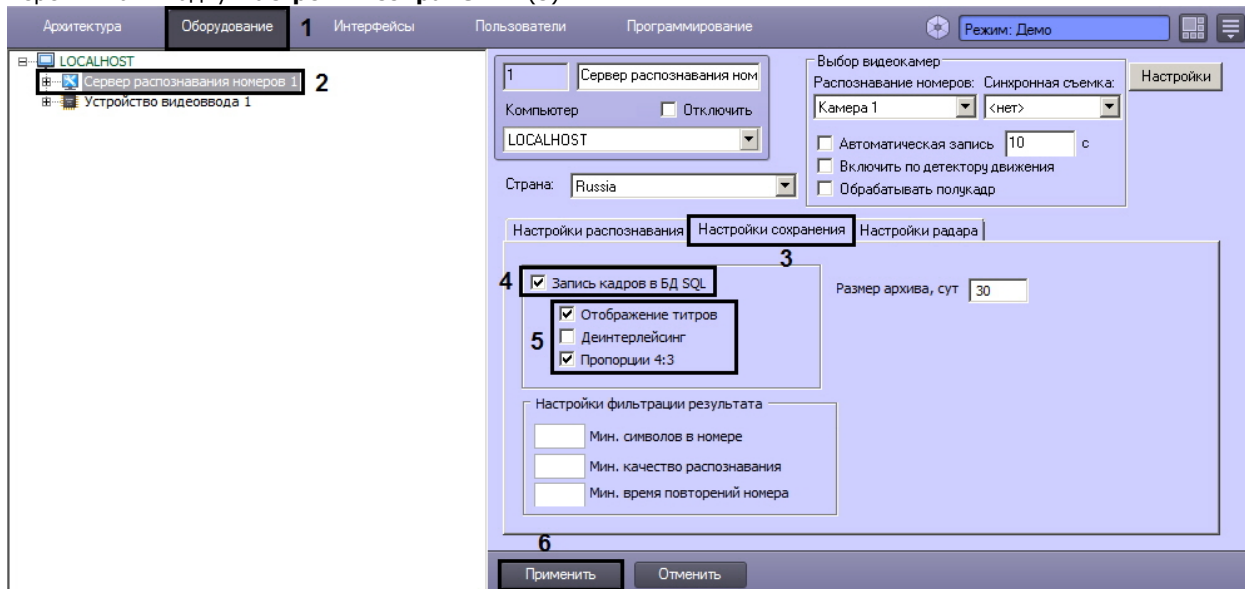 Архитектура Оборудование 1 Интерфейсы Пользователи Программирование Режим: Демо
LOCALHOST
Сервер распознавания номеров 1 2
Устройство видеоввода 1
1 Сервер распознавания ном
Компьютер Отключить
LOCALHOST
Страна: Russia
Выбор видеокамер
Распознавание номеров: Синхронная съемка:
Камера 1 <нет>
Автоматическая запись 10 с
Включить по детектору движения
Обрабатывать полукадр
Настройки
Настройки распознавания Настройки сохранения Настройки радара
3
4 Запись кадров в БД SQL
Размер архива, сут 30
Отображение титров
5 Деинтерлейсинг
Пропорции 4:3
Настройки фильтрации результата
Мин. символов в номере
Мин. качество распознавания
Мин. время повторений номера
6
Применить Отменить